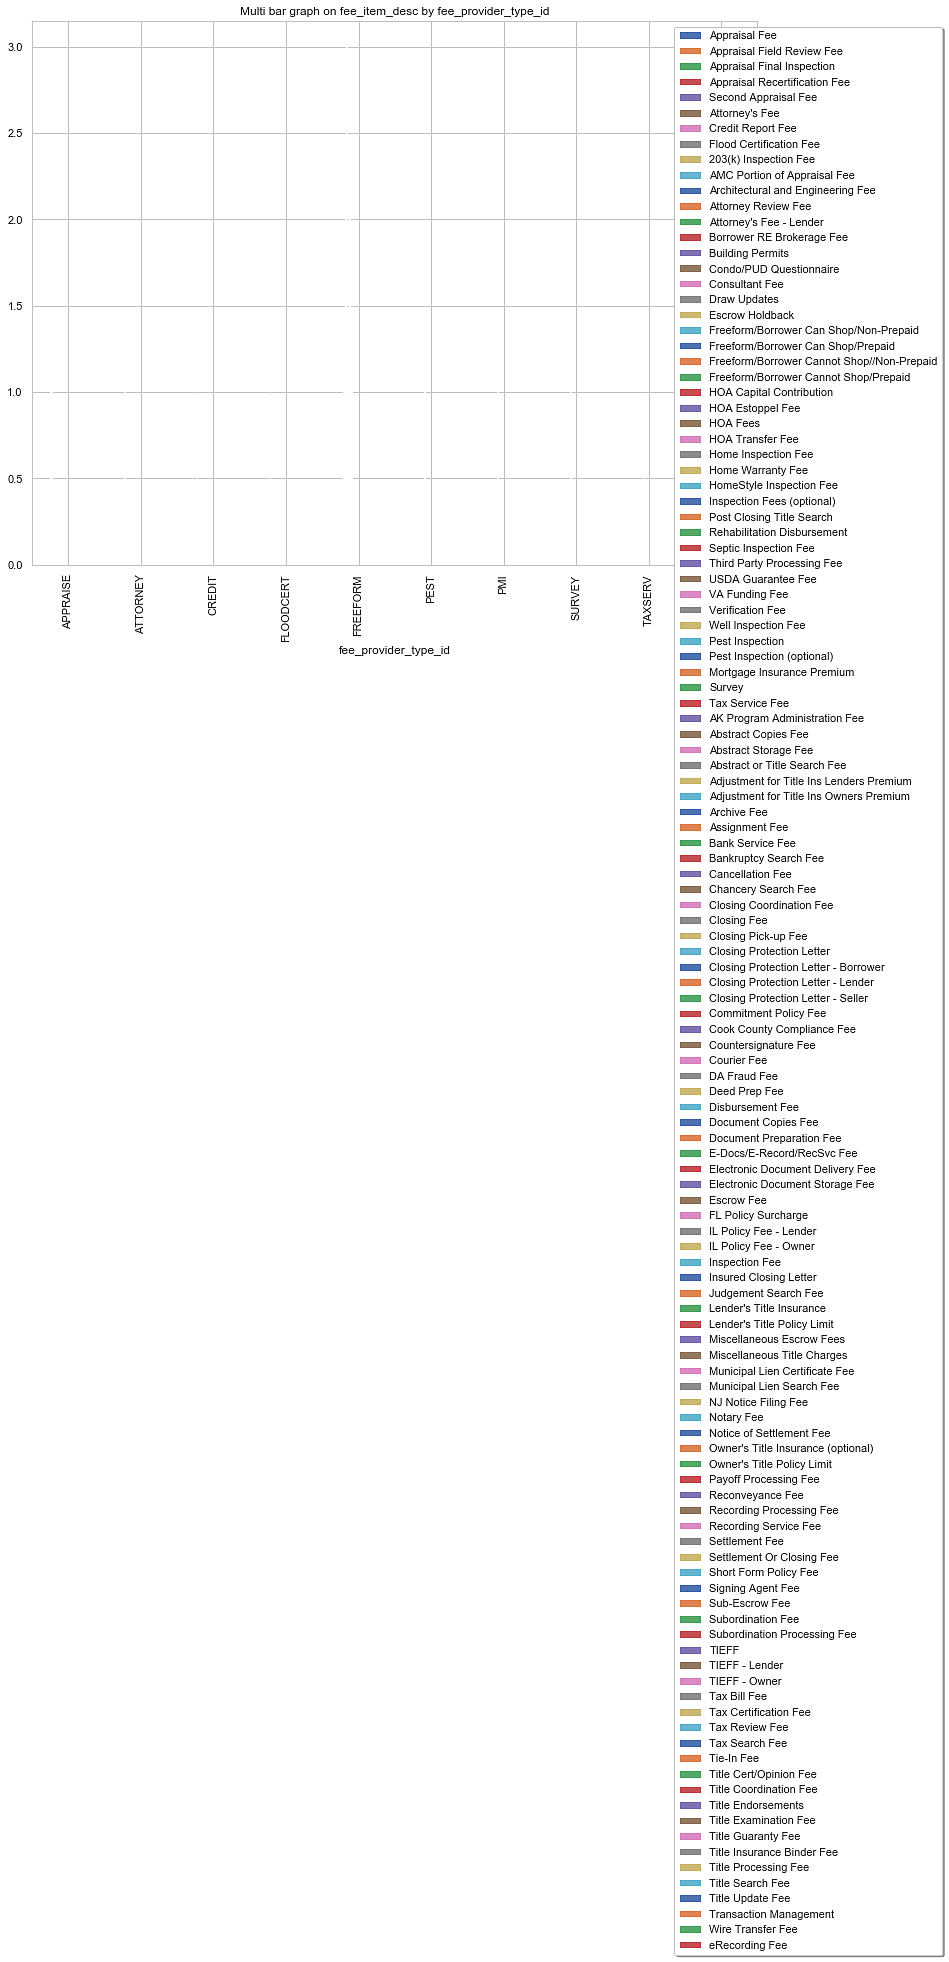 Multi bar graph on fee_item_desc by fee_provider_type_id
3.0
2.5
2.0
1.5
1.0
0.5
0.0
APPRAISE
ATTORNEY
CREDIT
FLOODCERT
FREEFORM
PEST
PMI
SURVEY
TAXSERV
fee_provider_type_id
Appraisal Fee
Appraisal Field Review Fee
Appraisal Final Inspection
Appraisal Recertification Fee
Second Appraisal Fee
Attorney's Fee
Credit Report Fee
Flood Certification Fee
203(k) Inspection Fee
AMC Portion of Appraisal Fee
Architectural and Engineering Fee
Attorney Review Fee
Attorney's Fee - Lender
Borrower RE Brokerage Fee
Building Permits
Condo/PUD Questionnaire
Consultant Fee
Draw Updates
Escrow Holdback
Freeform/Borrower Can Shop/Non-Prepaid
Freeform/Borrower Can Shop/Prepaid
Freeform/Borrower Cannot Shop//Non-Prepaid
Freeform/Borrower Cannot Shop/Prepaid
HOA Capital Contribution
HOA Estoppel Fee
HOA Fees
HOA Transfer Fee
Home Inspection Fee
Home Warranty Fee
HomeStyle Inspection Fee
Inspection Fees (optional)
Post Closing Title Search
Rehabilitation Disbursement
Septic Inspection Fee
Third Party Processing Fee
USDA Guarantee Fee
VA Funding Fee
Verification Fee
Well Inspection Fee
Pest Inspection
Pest Inspection (optional)
Mortgage Insurance Premium
Survey
Tax Service Fee
AK Program Administration Fee
Abstract Copies Fee
Abstract Storage Fee
Abstract or Title Search Fee
Adjustment for Title Ins Lenders Premium
Adjustment for Title Ins Owners Premium
Archive Fee
Assignment Fee
Bank Service Fee
Bankruptcy Search Fee
Cancellation Fee
Chancery Search Fee
Closing Coordination Fee
Closing Fee
Closing Pick-up Fee
Closing Protection Letter
Closing Protection Letter - Borrower
Closing Protection Letter - Lender
Closing Protection Letter - Seller
Commitment Policy Fee
Cook County Compliance Fee
Countersignature Fee
Courier Fee
DA Fraud Fee
Deed Prep Fee
Disbursement Fee
Document Copies Fee
Document Preparation Fee
E-Docs/E-Record/RecSvc Fee
Electronic Document Delivery Fee
Electronic Document Storage Fee
Escrow Fee
FL Policy Surcharge
IL Policy Fee - Lender
IL Policy Fee - Owner
Inspection Fee
Insured Closing Letter
Judgement Search Fee
Lender's Title Insurance
Lender's Title Policy Limit
Miscellaneous Escrow Fees
Miscellaneous Title Charges
Municipal Lien Certificate Fee
Municipal Lien Search Fee
NJ Notice Filing Fee
Notary Fee
Notice of Settlement Fee
Owner's Title Insurance (optional)
Owner's Title Policy Limit
Payoff Processing Fee
Reconveyance Fee
Recording Processing Fee
Recording Service Fee
Settlement Fee
Settlement Or Closing Fee
Short Form Policy Fee
Signing Agent Fee
Sub-Escrow Fee
Subordination Fee
Subordination Processing Fee
TIEFF
TIEFF - Lender
TIEFF - Owner
Tax Bill Fee
Tax Certification Fee
Tax Review Fee
Tax Search Fee
Tie-In Fee
Title Cert/Opinion Fee
Title Coordination Fee
Title Endorsements
Title Examination Fee
Title Guaranty Fee
Title Insurance Binder Fee
Title Processing Fee
Title Search Fee
Title Update Fee
Transaction Management
Wire Transfer Fee
eRecording Fee